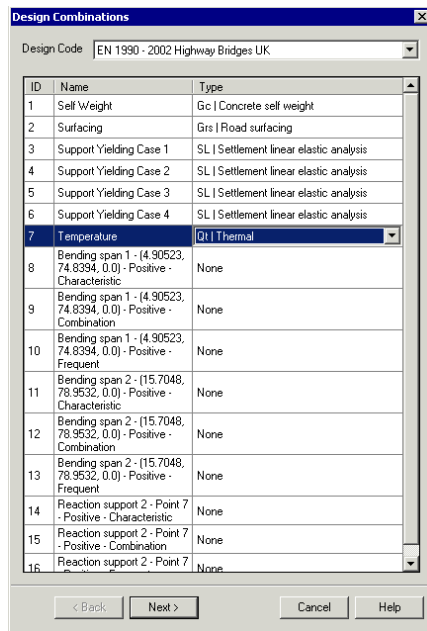 Design Combinations
Design Code EN 1990 - 2002 Highway Bridges UK
ID Name Type
1 Self Weight Gc | Concrete self weight
2 Surfacing Grs | Road surfacing
3 Support Yielding Case 1 SL | Settlement linear elastic analysis
4 Support Yielding Case 2 SL | Settlement linear elastic analysis
5 Support Yielding Case 3 SL | Settlement linear elastic analysis
6 Support Yielding Case 4 SL | Settlement linear elastic analysis
7 Temperature Qt | Thermal
8 Bending span 1 - (4.90523,
74.8394, 0.0) - Positive -
Characteristic
None
9 Bending span 1 - (4.90523,
74.8394, 0.0) - Positive -
Combination
None
10 Bending span 1 - (4.90523,
74.8394, 0.0) - Positive -
Frequent
None
11 Bending span 2 - (15.7048,
78.9532, 0.0) - Positive -
Characteristic
None
12 Bending span 2 - (15.7048,
78.9532, 0.0) - Positive -
Combination
None
13 Bending span 2 - (15.7048,
78.9532, 0.0) - Positive -
Frequent
None
14 Reaction support 2 - Point 7
- Positive - Characteristic
None
15 Reaction support 2 - Point 7
- Positive - Combination
None
16 Reaction support 2 - Point 7
None
< Back Next > Cancel Help